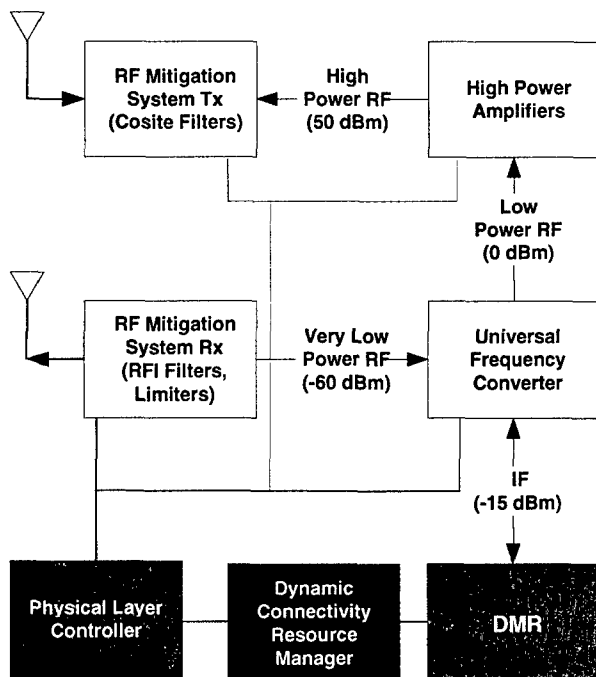 RF Mitigation
System Tx
(Cosite Filters)
High
Power RF
(50 dBm)
High Power
Amplifiers
Low
Power RF
(0 dBm)
RF Mitigation
System Rx
(RFI Filters,
Limiters)
Very Low
Power RF
(-60 dBm)
Universal
Frequency
Converter
IF
(-15 dBm)
Physical Layer
Controller
Dynamic
Connectivity
Resource
Manager
DMR